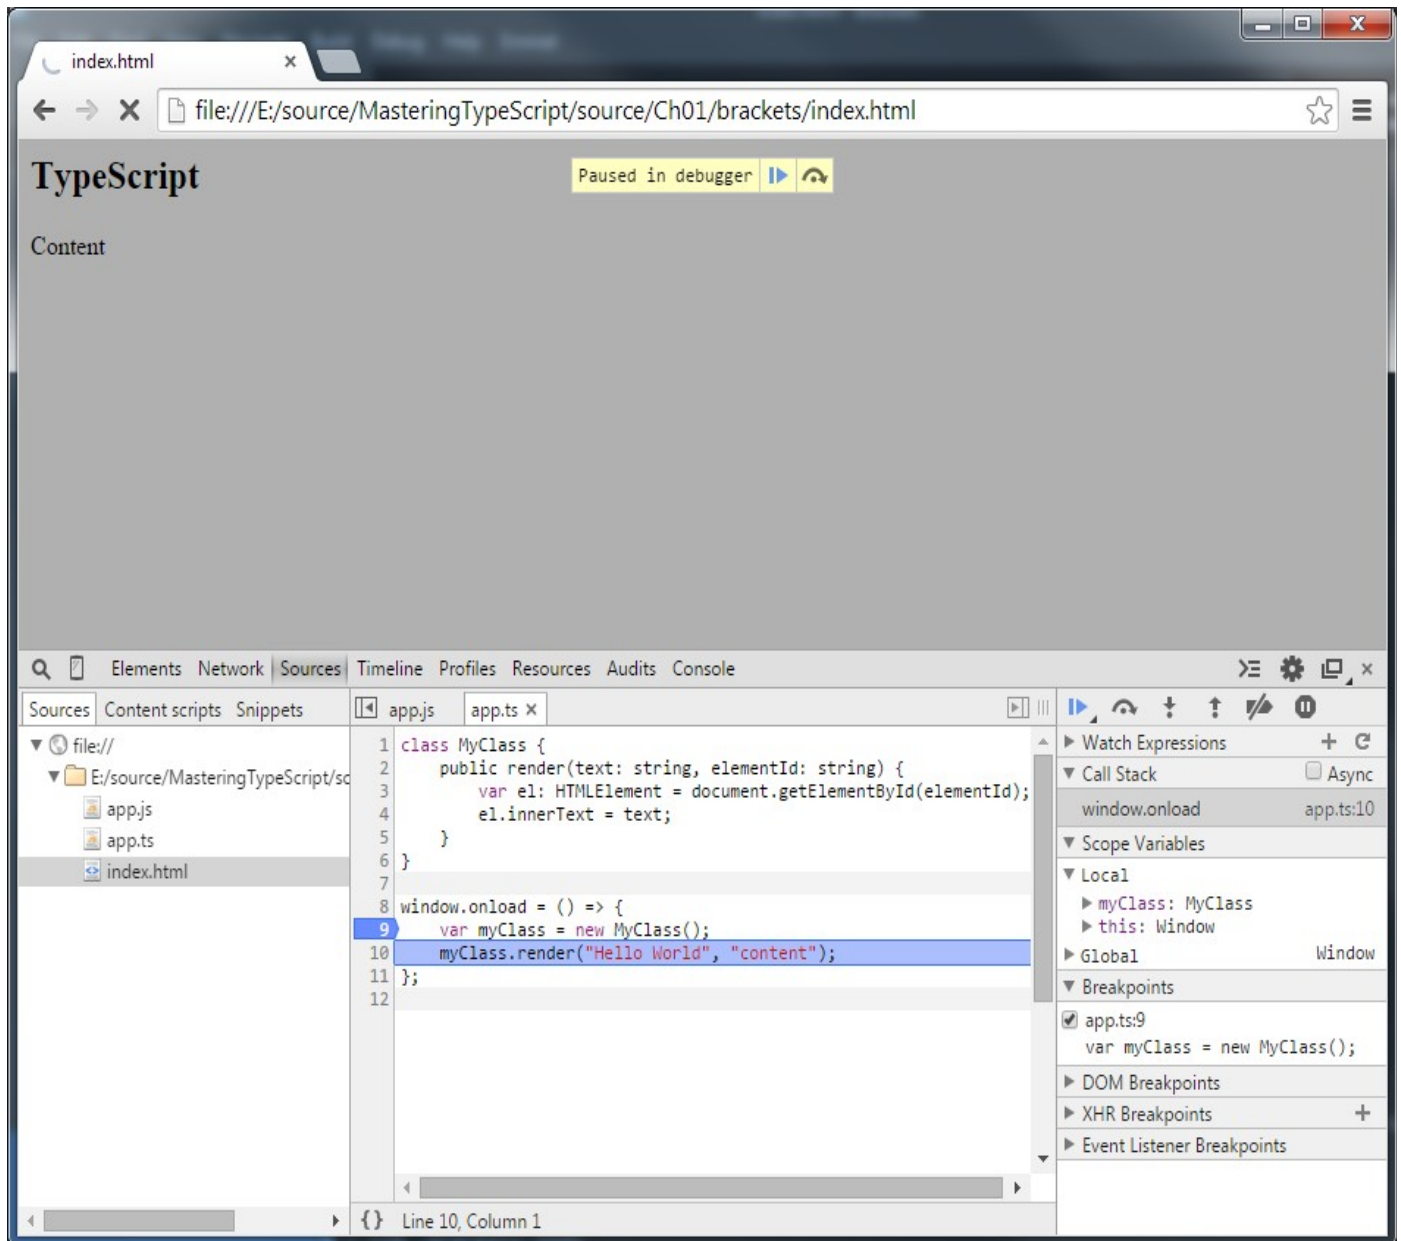 index.html
file:///E:/source/MasteringTypeScript/source/Ch01/brackets/index.html
TypeScript
Paused in debugger
Content
Elements Network Sources Timeline Profiles Resources Audits Console
Sources Content scripts Snippets
file://
E:/source/MasteringTypeScript/sc
app.js
app.ts
index.html
app.js app.ts
1 class MyClass {
2 public render(text: string, elementId: string) {
3 var el: HTMLElement = document.getElementById(elementId);
4 el.innerText = text;
5 }
6 }
7
8 window.onload = () => {
9 var myClass = new MyClass();
10 myClass.render("Hello World", "content");
11 };
12
{} Line 10, Column 1
Watch Expressions
Call Stack Async
window.onload app.ts:10
Scope Variables
Local
myClass: MyClass
this: Window
Global Window
Breakpoints
app.ts:9
var myClass = new MyClass();
DOM Breakpoints
XHR Breakpoints
Event Listener Breakpoints